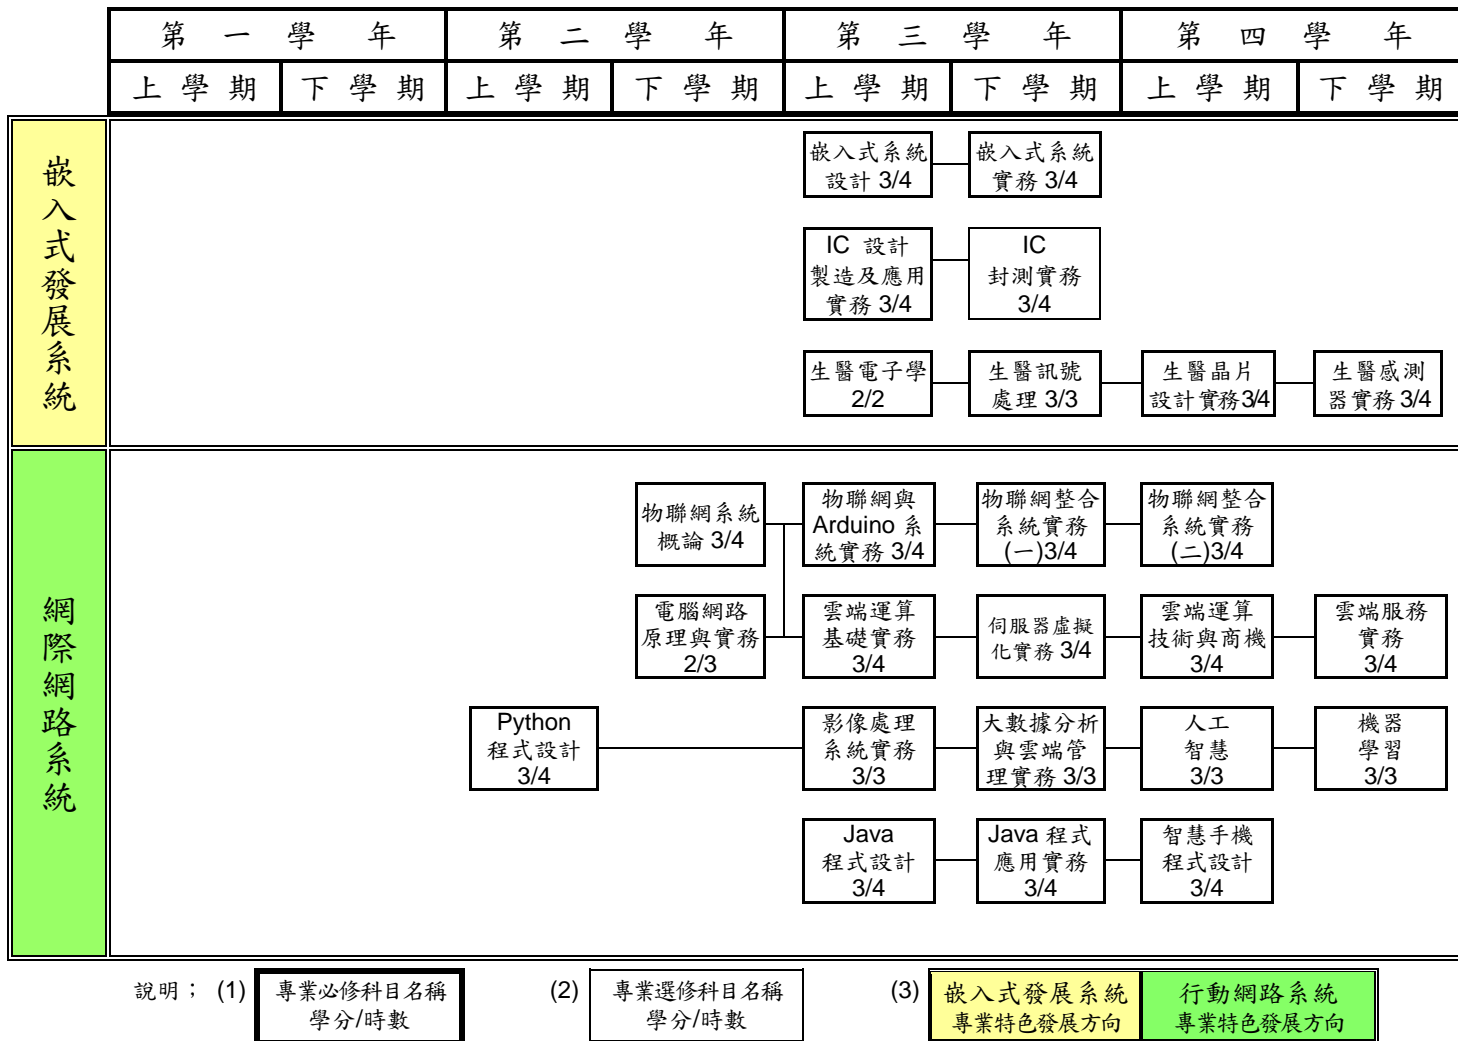 第一學年 第二學年 第三學年 第四學年
上學期 下學期 上學期 下學期 上學期 下學期 上學期 下學期
嵌入式發展系統
嵌入式系統
設計 3/4
嵌入式系統
實務 3/4
IC 設計
製造及應用
實務 3/4
IC
封測實務
3/4
生醫電子學
2/2
生醫訊號
處理 3/3
生醫晶片
設計實務3/4
生醫感測
器實務 3/4
網際網路系統
物聯網系統
概論 3/4
物聯網與
Arduino 系
統實務 3/4
物聯網整合
系統實務
(一)3/4
物聯網整合
系統實務
(二)3/4
電腦網路
原理與實務
2/3
雲端運算
基礎實務
3/4
伺服器虛擬
化實務 3/4
雲端運算
技術與商機
3/4
雲端服務
實務
3/4
Python
程式設計
3/4
影像處理
系統實務
3/3
大數據分析
與雲端管
理實務 3/3
人工
智慧
3/3
機器
學習
3/3
Java
程式設計
3/4
Java 程式
應用實務
3/4
智慧手機
程式設計
3/4
說明； (1) 專業必修科目名稱
學分/時數
(2) 專業選修科目名稱
學分/時數
(3) 嵌入式發展系統
專業特色發展方向
行動網路系統
專業特色發展方向